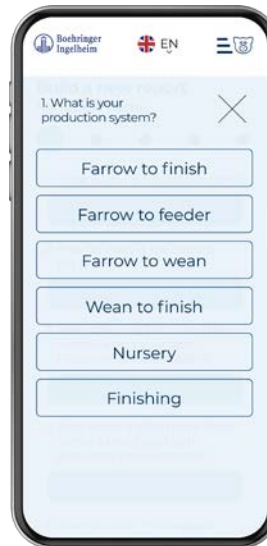 Boehringer
Ingelheim
EN
1. What is your
production system?
Farrow to finish
Farrow to feeder
Farrow to wean
Wean to finish
Nursery
Finishing